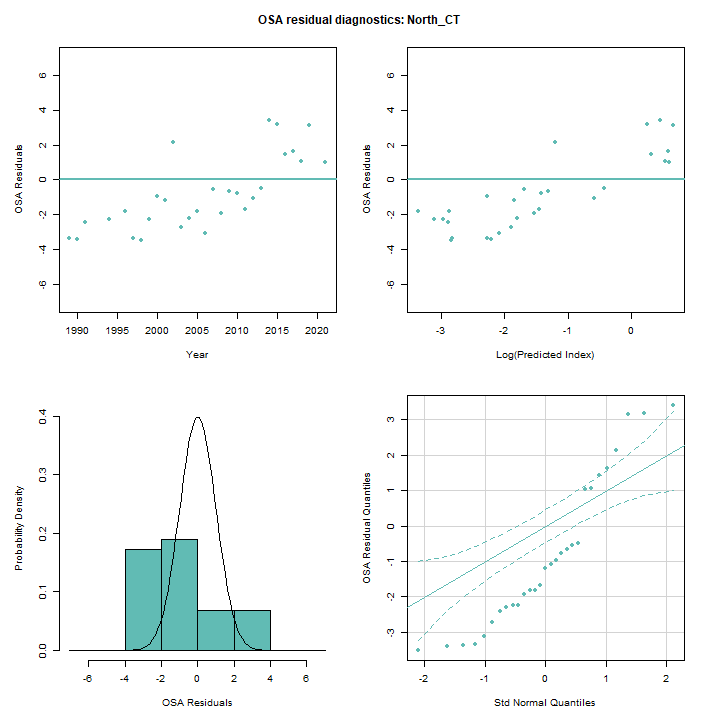 OSA residual diagnostics: North_CT
OSA Residuals
6
4
2
0
-2
-4
-6
1990 1995 2000 2005 2010 2015 2020
Year
OSA Residuals
6
4
2
0
-2
-4
-6
-3 -2 -1 0
Log(Predicted Index)
Probability Density
0.4
0.3
0.2
0.1
0.0
-6 -4 -2 0 2 4 6
OSA Residuals
OSA Residual Quantiles
3
2
1
0
-1
-2
-3
-2 -1 0 1 2
Std Normal Quantiles